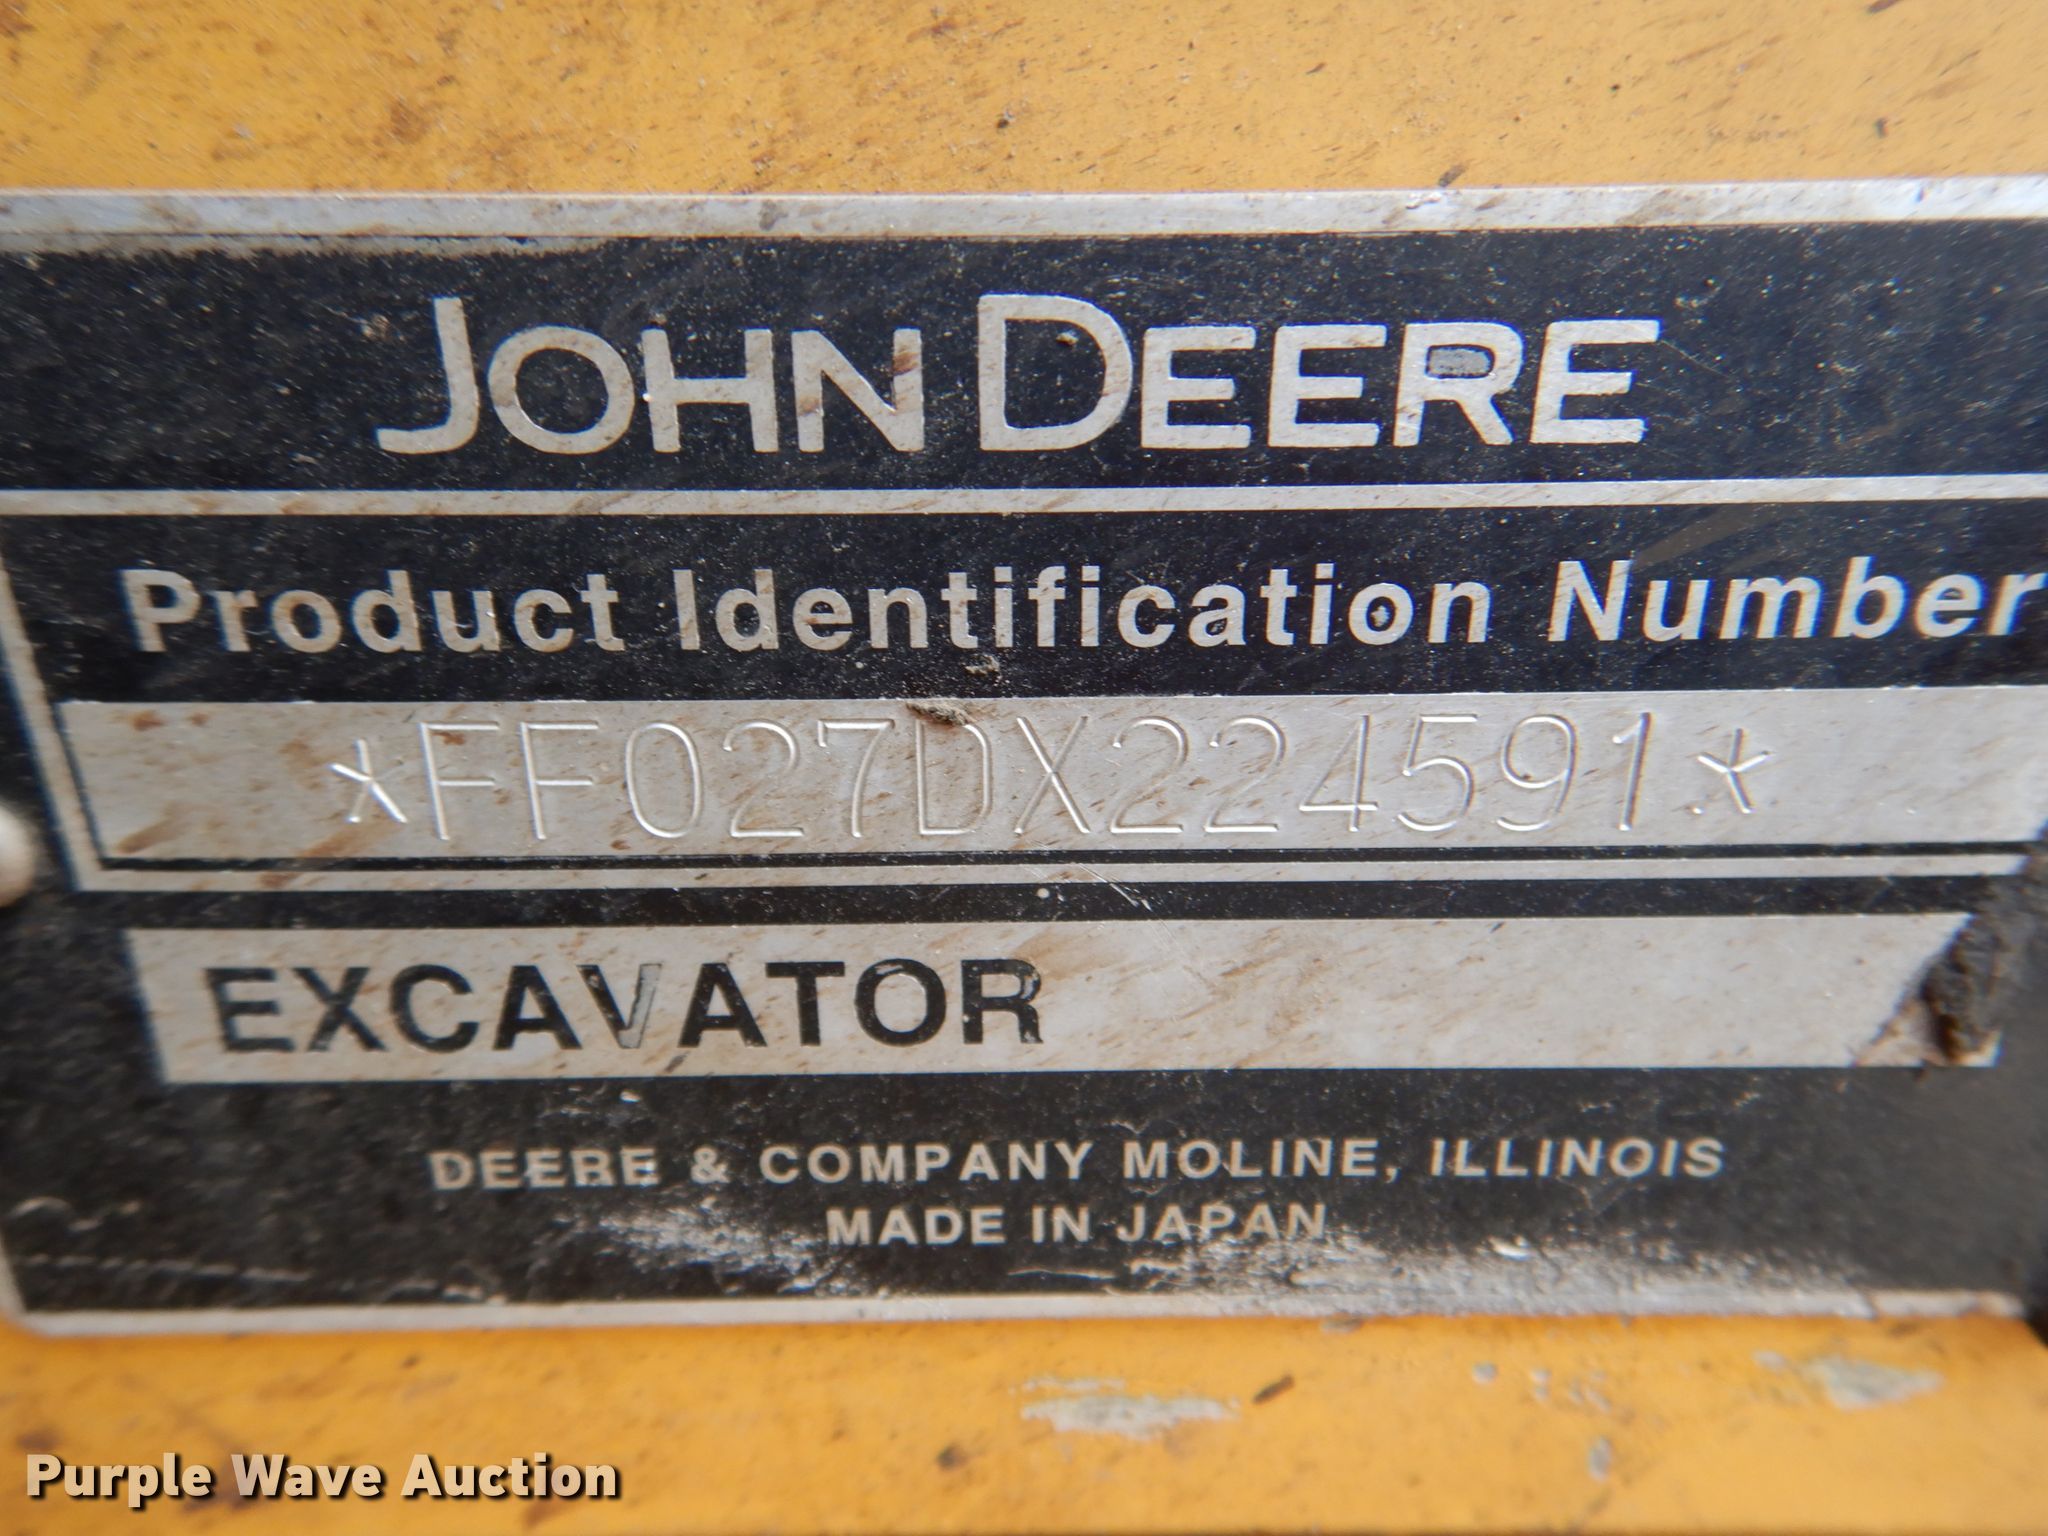 JOHN DEERE
Product Identification Number
*FF027DX224591*
EXCAVATOR
DEERE & COMPANY MOLINE, ILLINOIS
MADE IN JAPAN
Purple Wave Auction